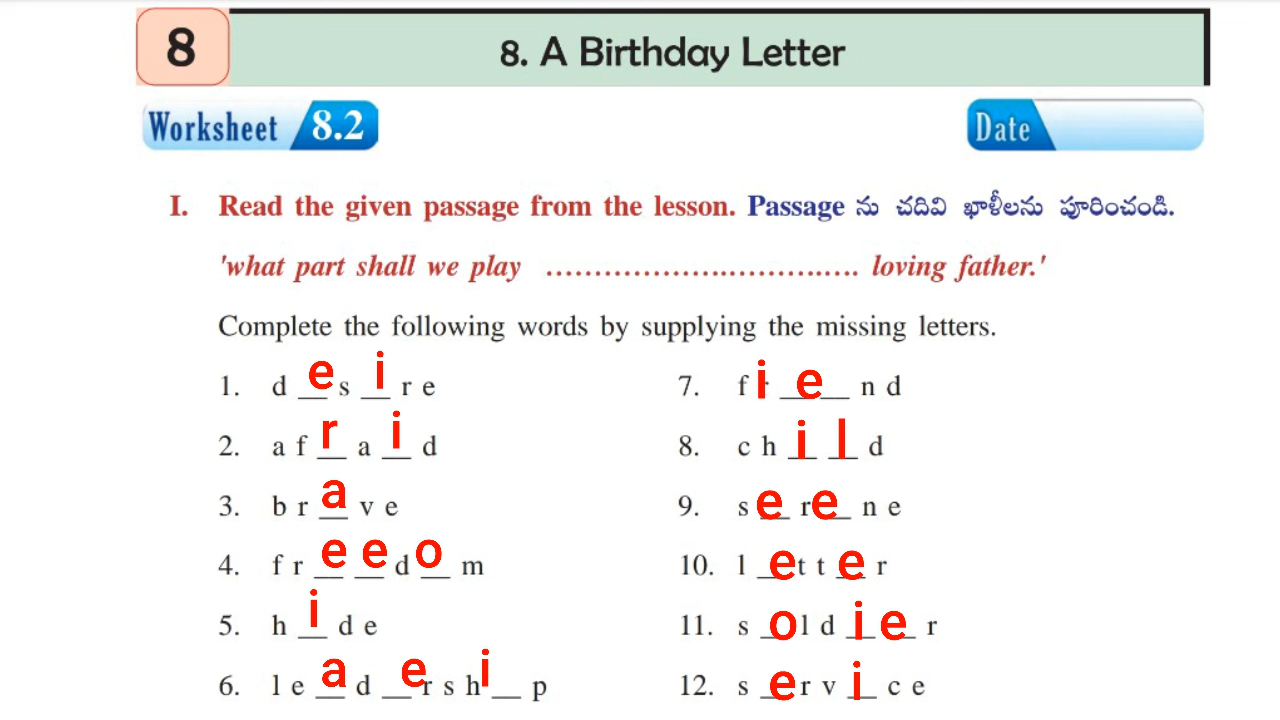 8
8. A Birthday Letter
Worksheet 8.2
Date
I. Read the given passage from the lesson. Passage ను చదివి ఖాళీలను పూరించండి.
'what part shall we play ................................ loving father.'
Complete the following words by supplying the missing letters.
1. d e s i r e
2. a f r a i d
3. b r a v e
4. f r e e d o m
5. h i d e
6. l e a d e r s h i p
7. f r i e n d
8. c h i l d
9. s e r e n e
10. l e t t e r
11. s o l d i e r
12. s e r v i c e